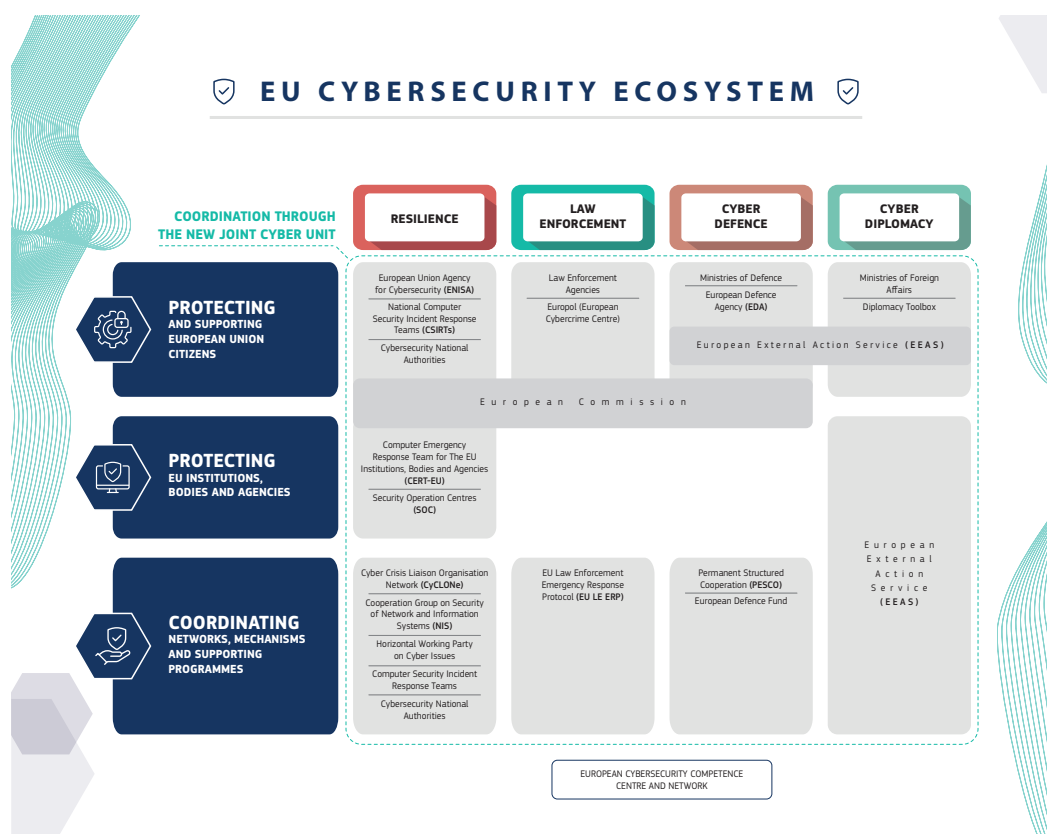 EU CYBERSECURITY ECOSYSTEM
COORDINATION THROUGH
THE NEW JOINT CYBER UNIT
RESILIENCE
LAW
ENFORCEMENT
CYBER
DEFENCE
CYBER
DIPLOMACY
PROTECTING
AND SUPPORTING
EUROPEAN UNION
CITIZENS
European Union Agency
for Cybersecurity (ENISA)
National Computer
Security Incident Response
Teams (CSIRTs)
Cybersecurity National
Authorities
Law Enforcement
Agencies
Europol (European
Cybercrime Centre)
Ministries of Defence
European Defence
Agency (EDA)
Ministries of Foreign
Affairs
Diplomacy Toolbox
European External Action Service (EEAS)
European Commission
PROTECTING
EU INSTITUTIONS,
BODIES AND AGENCIES
Computer Emergency
Response Team for The EU
Institutions, Bodies and Agencies
(CERT-EU)
Security Operation Centres
(SOC)
European
External
Action
Service
(EEAS)
COORDINATING
NETWORKS, MECHANISMS
AND SUPPORTING
PROGRAMMES
Cyber Crisis Liaison Organisation
Network (CyCLONe)
Cooperation Group on Security
of Network and Information
Systems (NIS)
Horizontal Working Party
on Cyber Issues
Computer Security Incident
Response Teams
Cybersecurity National
Authorities
EU Law Enforcement
Emergency Response
Protocol (EU LE ERP)
Permanent Structured
Cooperation (PESCO)
European Defence Fund
EUROPEAN CYBERSECURITY COMPETENCE
CENTRE AND NETWORK